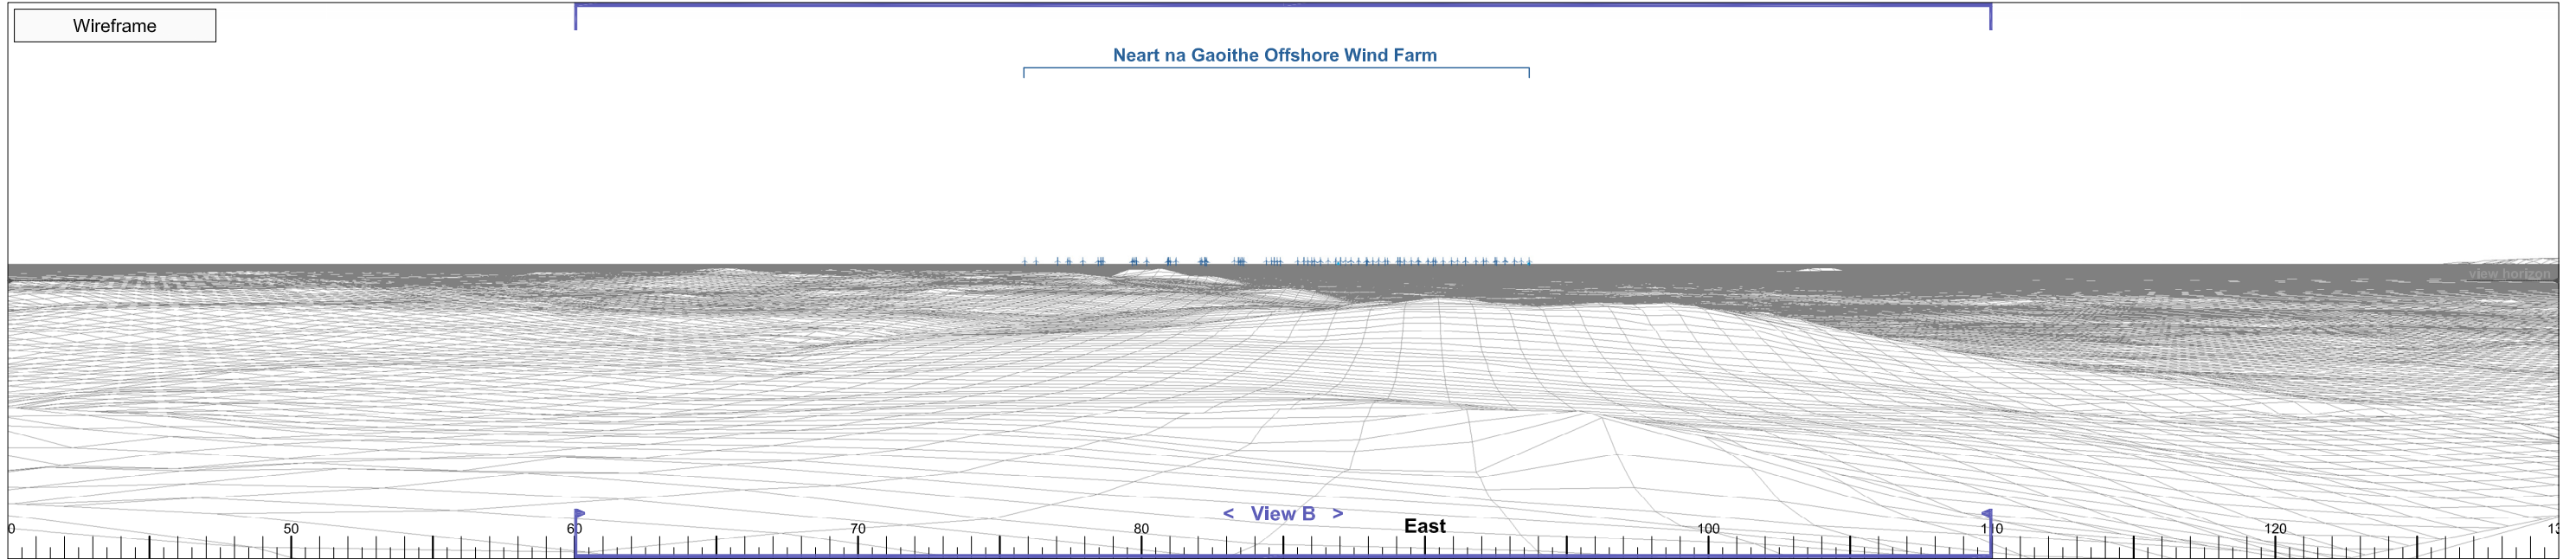 Wireframe
Neart na Gaoithe Offshore Wind Farm
view horizon
< View B >
0 50 60 70 80 East 100 110 120 13